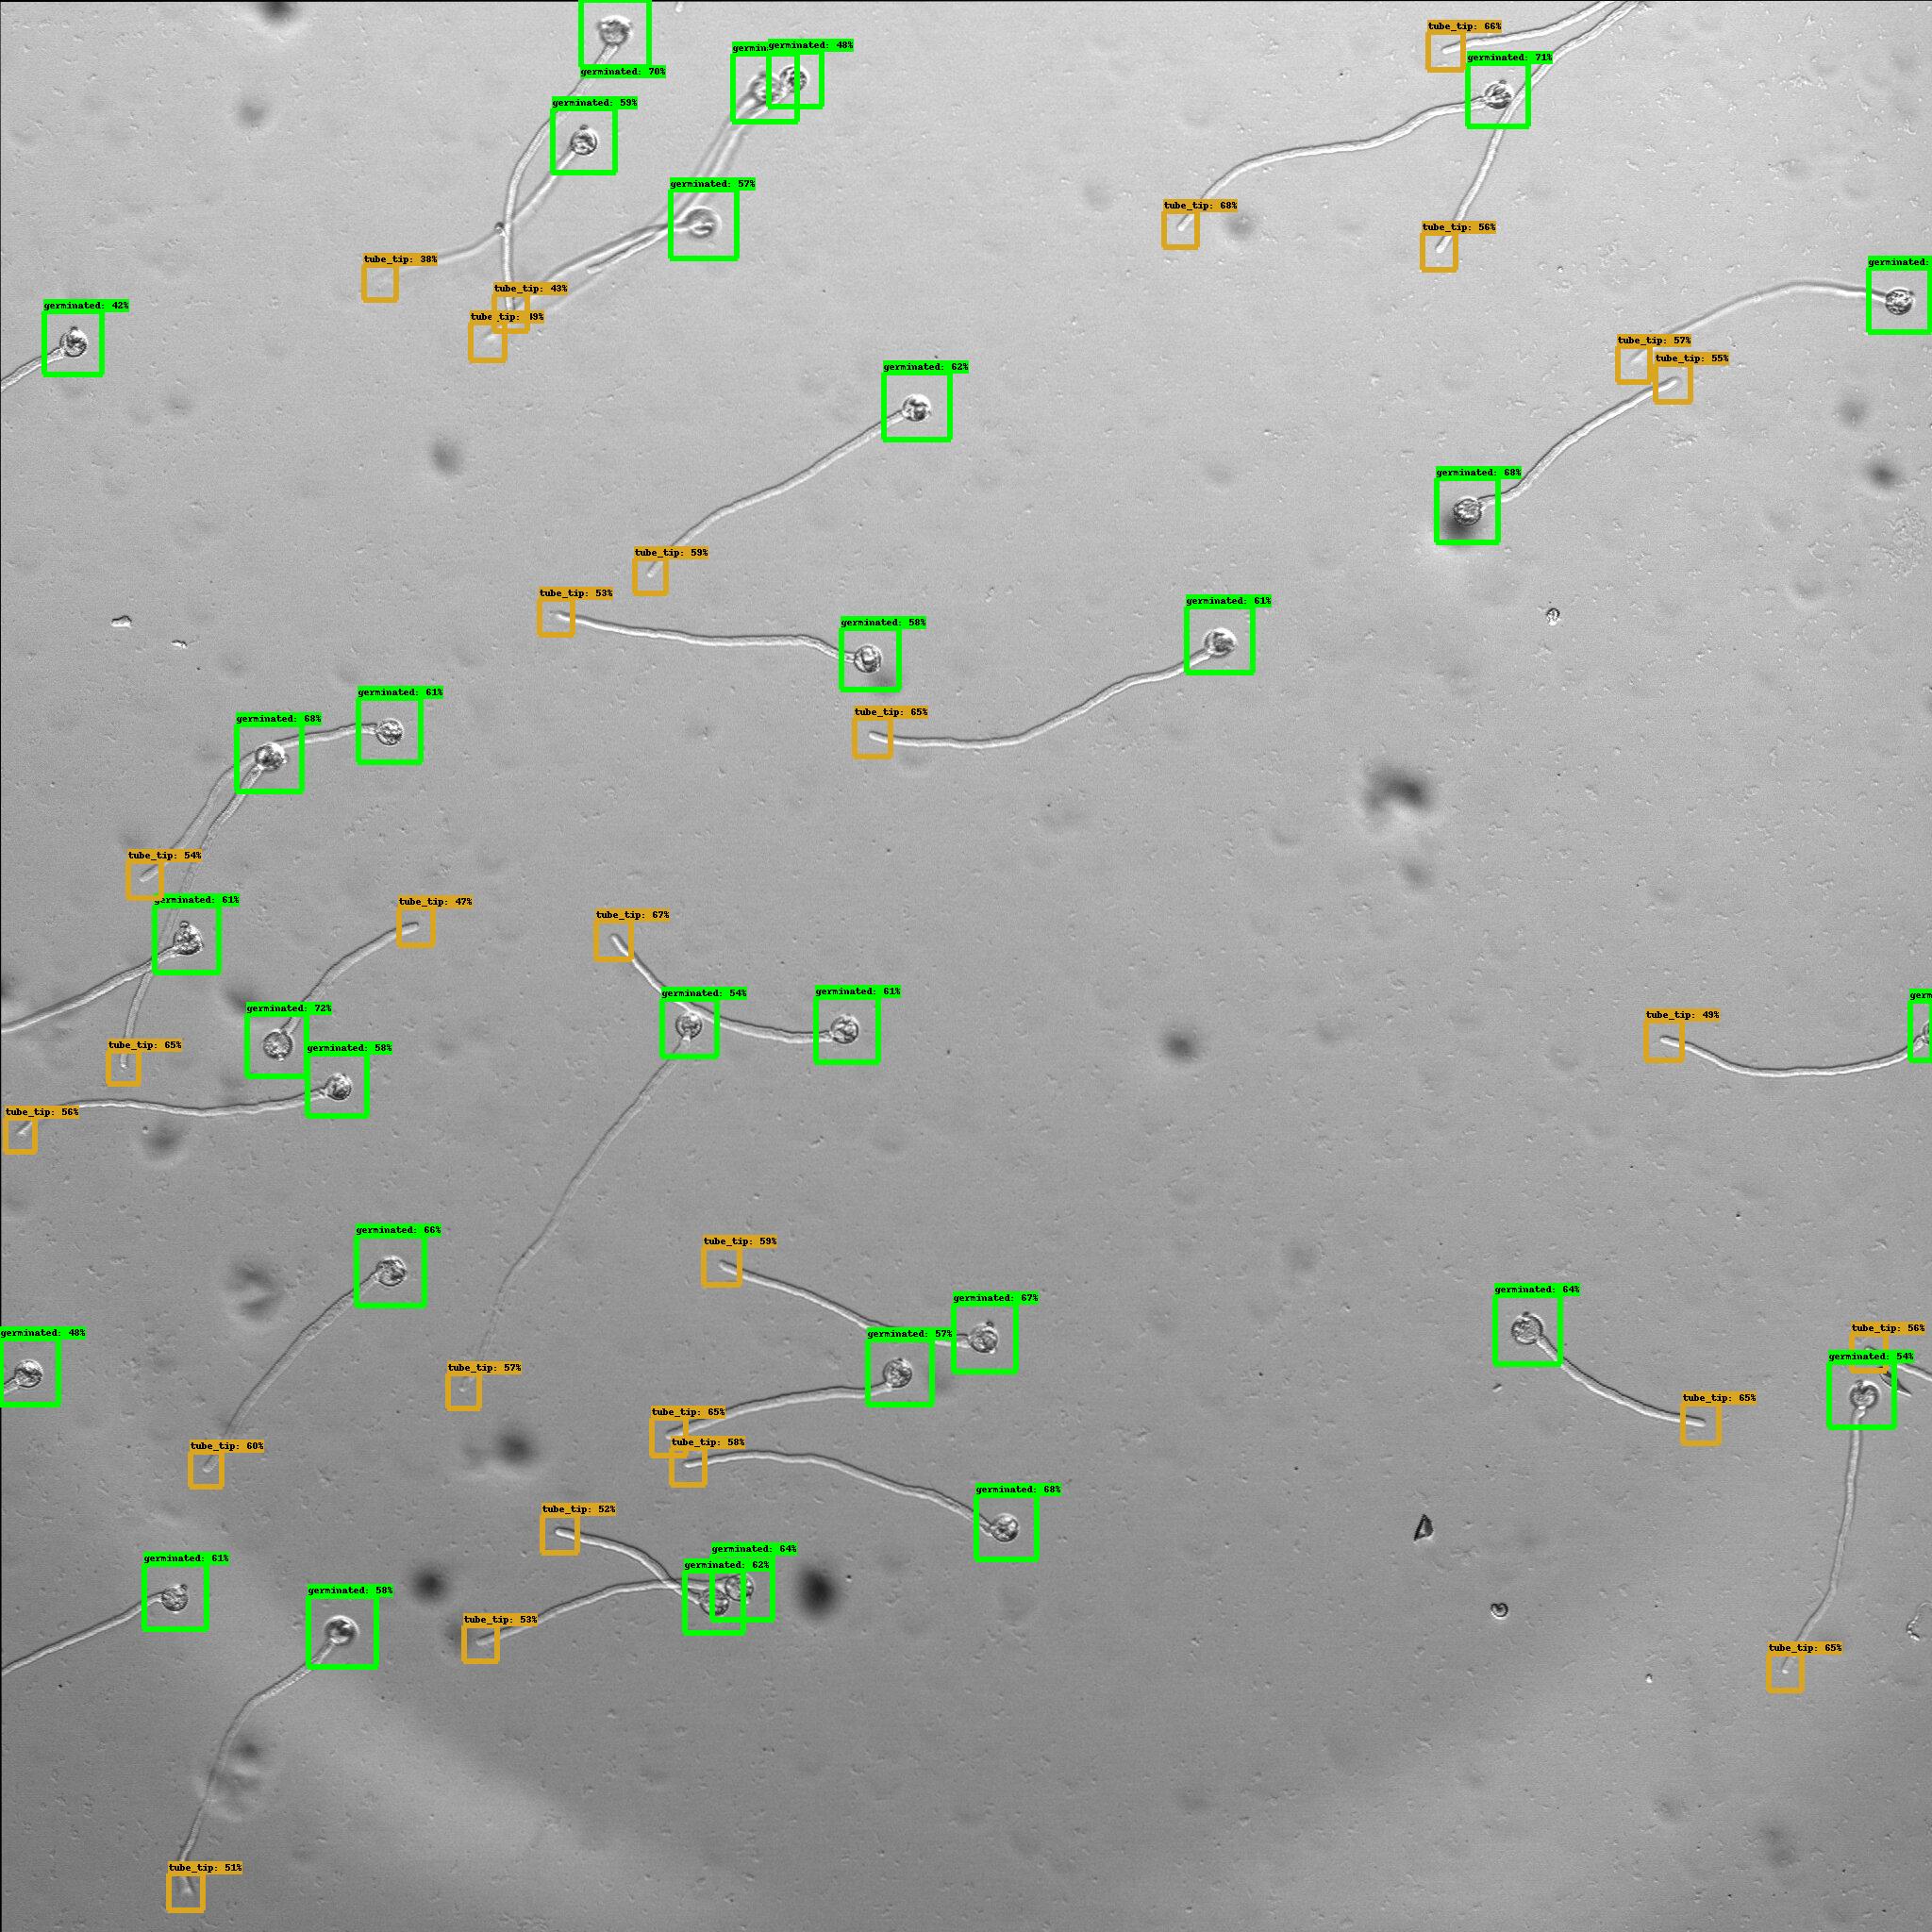 tube_tip: 66%
germinated: 48%
germinated: 71%
germinated: 70%
germinated: 59%
germinated: 57%
tube_tip: 68%
tube_tip: 56%
tube_tip: 38%
germinated:
tube_tip: 43%
germinated: 42%
tube_tip: 49%
tube_tip: 57%
tube_tip: 55%
germinated: 62%
germinated: 68%
tube_tip: 59%
tube_tip: 53%
germinated: 61%
germinated: 58%
germinated: 61%
tube_tip: 65%
germinated: 68%
tube_tip: 54%
germinated: 61%
tube_tip: 47%
tube_tip: 67%
germinated: 54%
germinated: 61%
germ
germinated: 72%
tube_tip: 49%
tube_tip: 65%
germinated: 58%
tube_tip: 56%
germinated: 66%
tube_tip: 59%
germinated: 64%
germinated: 67%
germinated: 48%
germinated: 57%
tube_tip: 56%
germinated: 54%
tube_tip: 57%
tube_tip: 65%
tube_tip: 65%
tube_tip: 60%
tube_tip: 58%
germinated: 68%
tube_tip: 52%
germinated: 64%
germinated: 61%
germinated: 62%
germinated: 58%
tube_tip: 53%
tube_tip: 65%
tube_tip: 51%